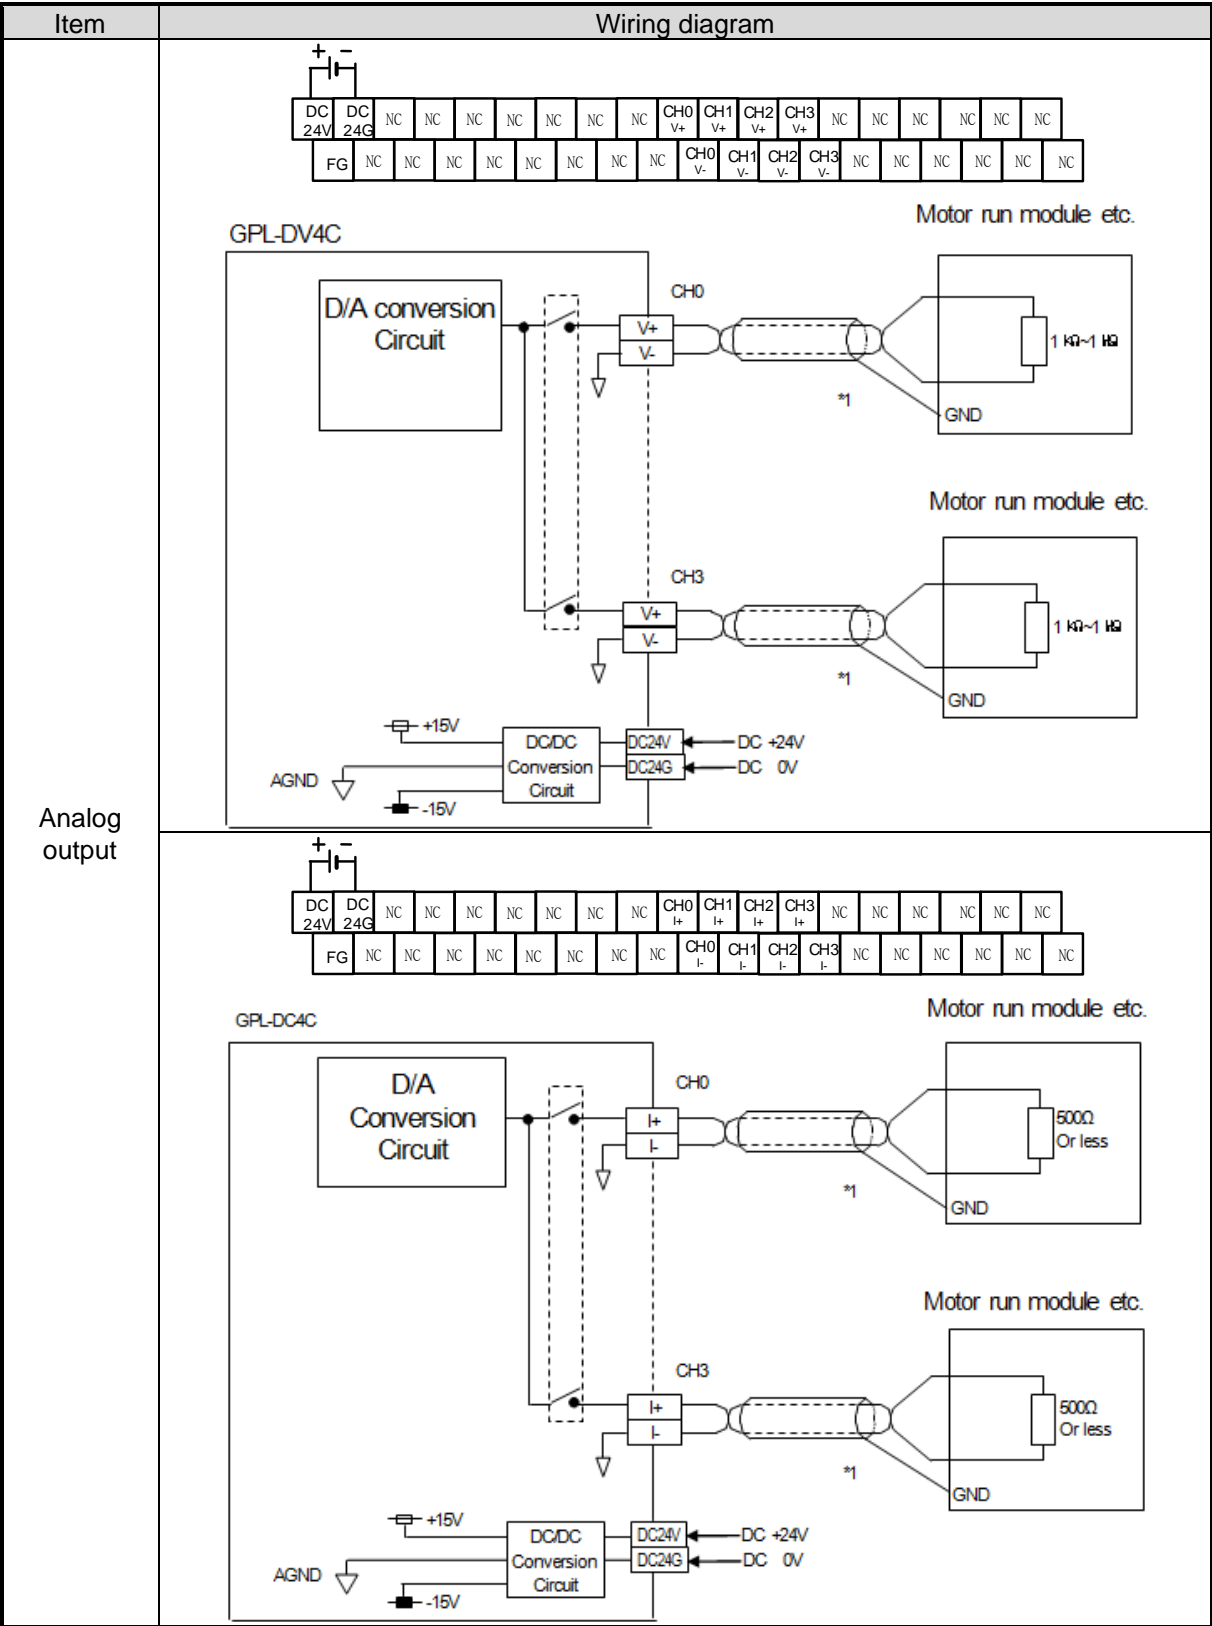 Item Wiring diagram
+ -
DC 24V DC 24G NC NC NC NC NC NC NC CH0 V+ CH1 V+ CH2 V+ CH3 V+ NC NC NC NC NC NC
FG NC NC NC NC NC NC NC NC CH0 V- CH1 V- CH2 V- CH3 V- NC NC NC NC NC NC
Motor run module etc.
GPL-DV4C
D/A conversion
Circuit
CH0
V+
V-
1 kΩ~1
*1
GND
Motor run module etc.
CH3
V+
V-
1 kΩ~1
*1
GND
+15V
AGND
-15V
DC/DC
Conversion
Circuit
DC24V
DC24G
DC +24V
DC 0V
Analog
output
+ -
DC 24V DC 24G NC NC NC NC NC NC NC CH0 I+ CH1 I+ CH2 I+ CH3 I+ NC NC NC NC NC NC
FG NC NC NC NC NC NC NC NC CH0 I- CH1 I- CH2 I- CH3 I- NC NC NC NC NC NC
Motor run module etc.
GPL-DC4C
D/A
Conversion
Circuit
CH0
I+
I-
500Ω
Or less
*1
GND
Motor run module etc.
CH3
I+
I-
500Ω
Or less
*1
GND
+15V
AGND
-15V
DC/DC
Conversion
Circuit
DC24V
DC24G
DC +24V
DC 0V